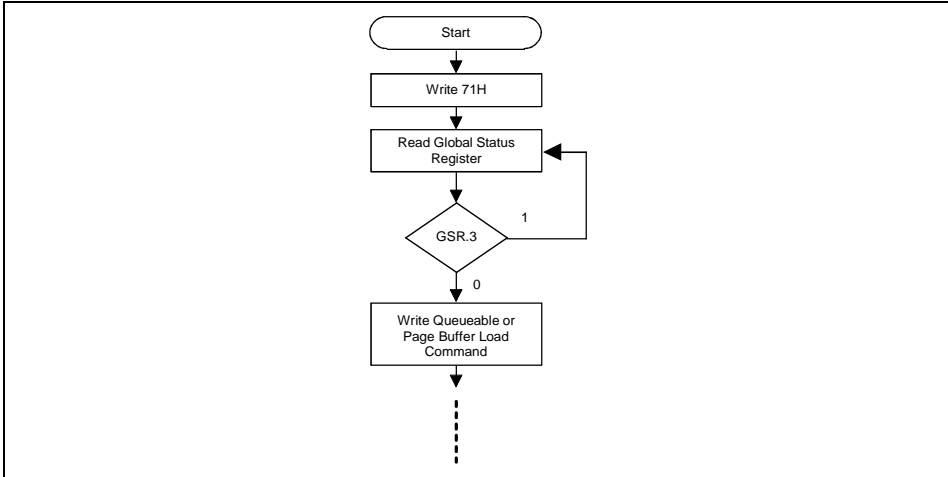 Start
Write 71H
Read Global Status
Register
1
GSR.3
0
Write Queueable or
Page Buffer Load
Command